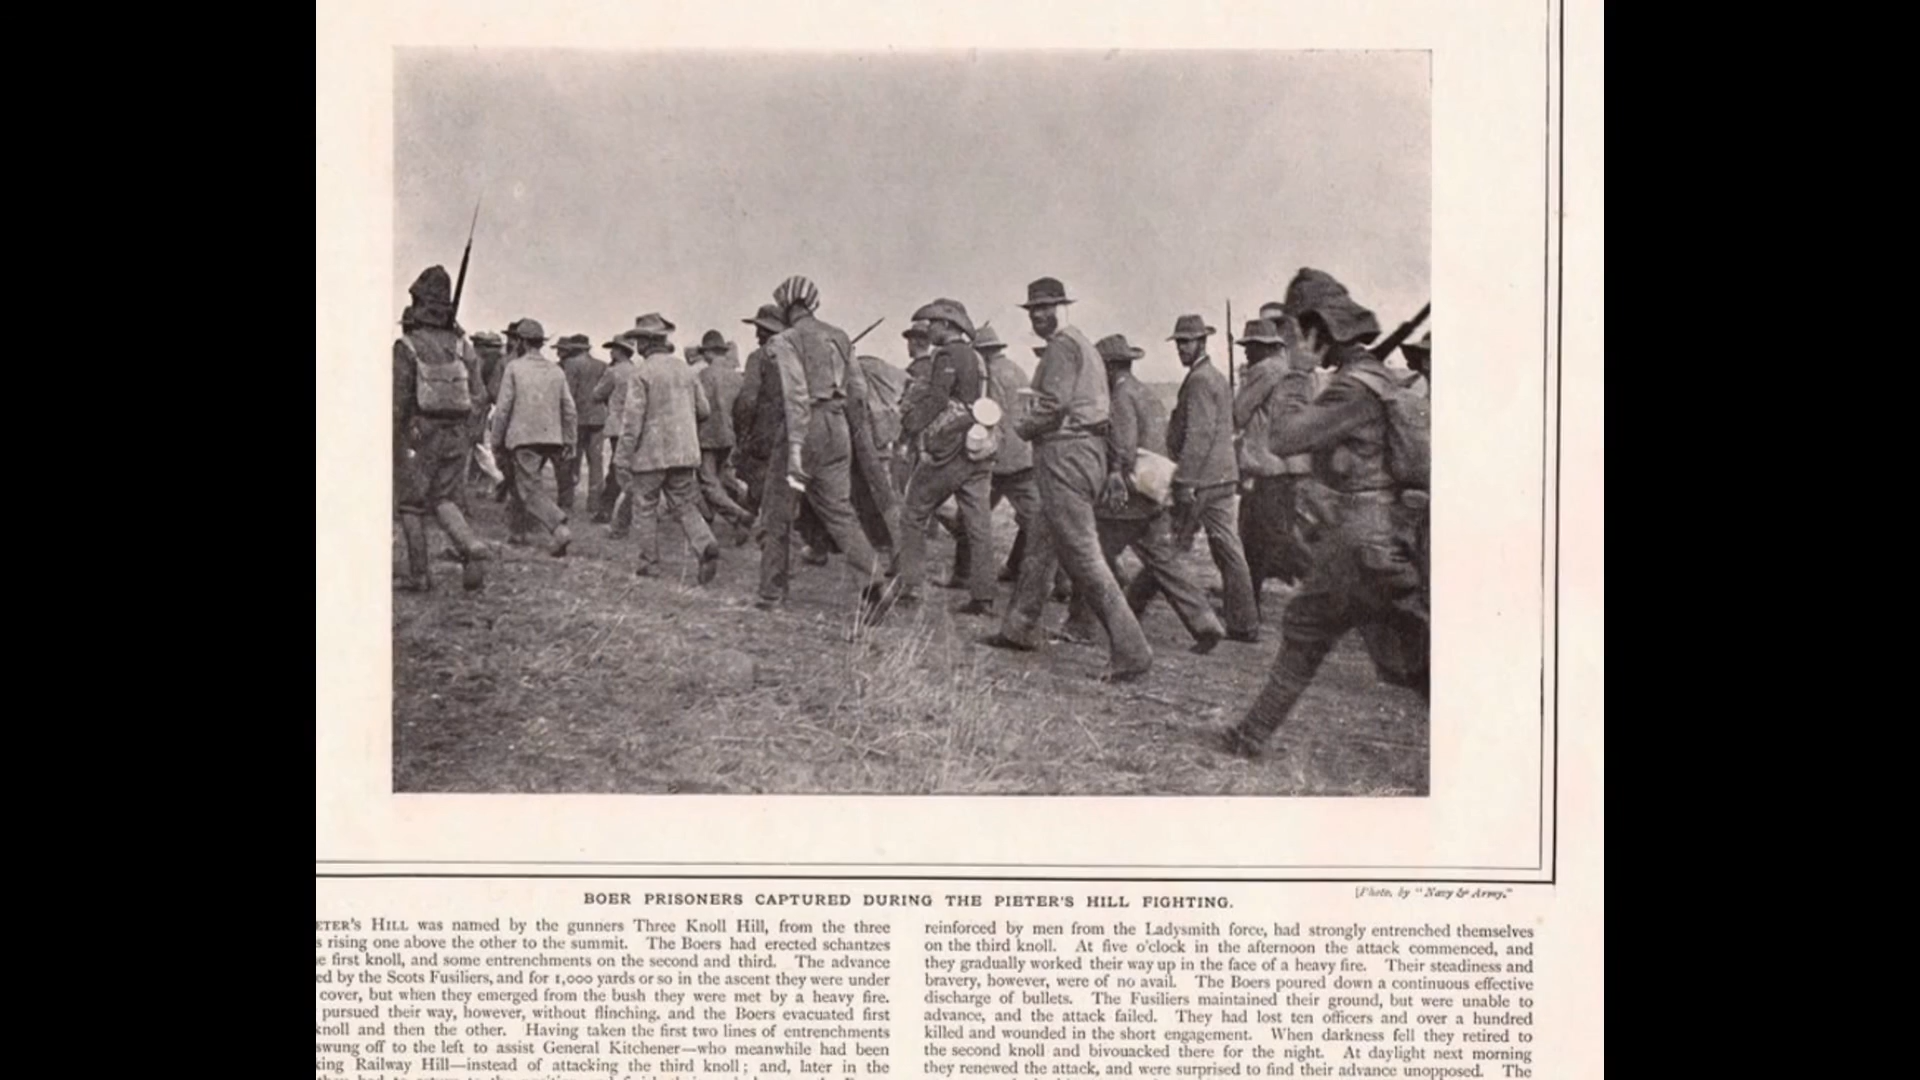 BOER PRISONERS CAPTURED DURING THE PIETER'S HILL FIGHTING.
[Photo. by "Navy & Army."
ETER'S HILL was named by the gunners Three Knoll Hill, from the three
s rising one above the other to the summit. The Boers had erected schantzes
e first knoll, and some entrenchments on the second and third. The advance
ed by the Scots Fusiliers, and for 1,000 yards or so in the ascent they were under
cover, but when they emerged from the bush they were met by a heavy fire.
pursued their way, however, without flinching, and the Boers evacuated first
knoll and then the other. Having taken the first two lines of entrenchments
swung off to the left to assist General Kitchener—who meanwhile had been
king Railway Hill—instead of attacking the third knoll; and, later in the
reinforced by men from the Ladysmith force, had strongly entrenched themselves
on the third knoll. At five o'clock in the afternoon the attack commenced, and
they gradually worked their way up in the face of a heavy fire. Their steadiness and
bravery, however, were of no avail. The Boers poured down a continuous effective
discharge of bullets. The Fusiliers maintained their ground, but were unable to
advance, and the attack failed. They had lost ten officers and over a hundred
killed and wounded in the short engagement. When darkness fell they retired to
the second knoll and bivouacked there for the night. At daylight next morning
they renewed the attack, and were surprised to find their advance unopposed. The